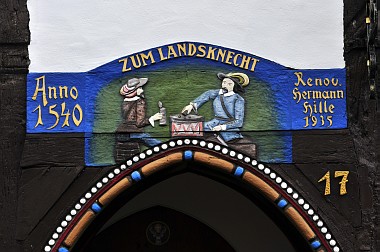 ZUM LANDSKNECHT
Anno
1540
Renov.
Hermann
Hille
1935
17